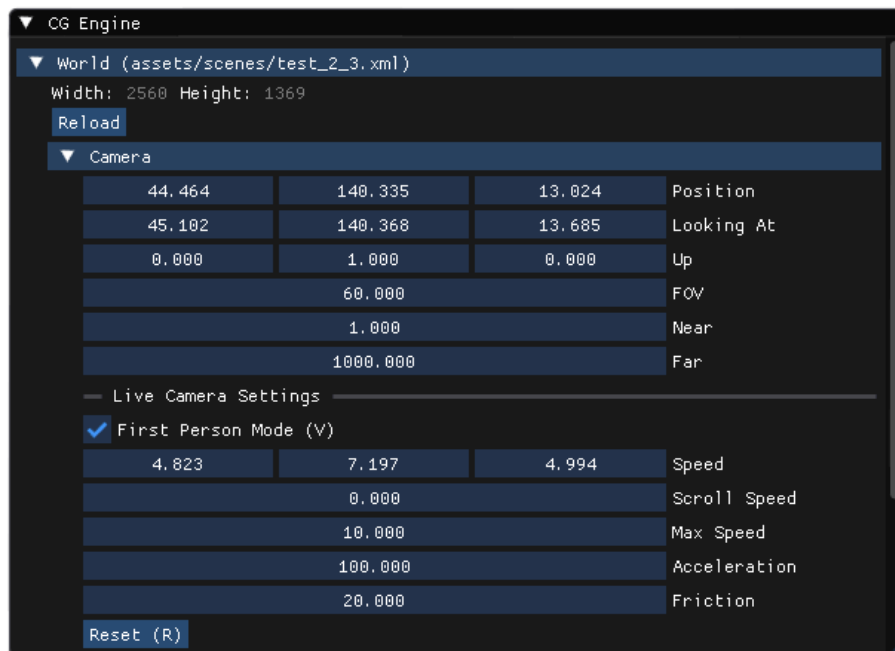 CG Engine
World (assets/scenes/test_2_3.xml)
Width: 2560 Height: 1369
Reload
Camera
44.464 140.335 13.024 Position
45.102 140.368 13.685 Looking At
0.000 1.000 0.000 Up
60.000 FOV
1.000 Near
1000.000 Far
Live Camera Settings
First Person Mode (V)
4.823 7.197 4.994 Speed
0.000 Scroll Speed
10.000 Max Speed
100.000 Acceleration
20.000 Friction
Reset (R)